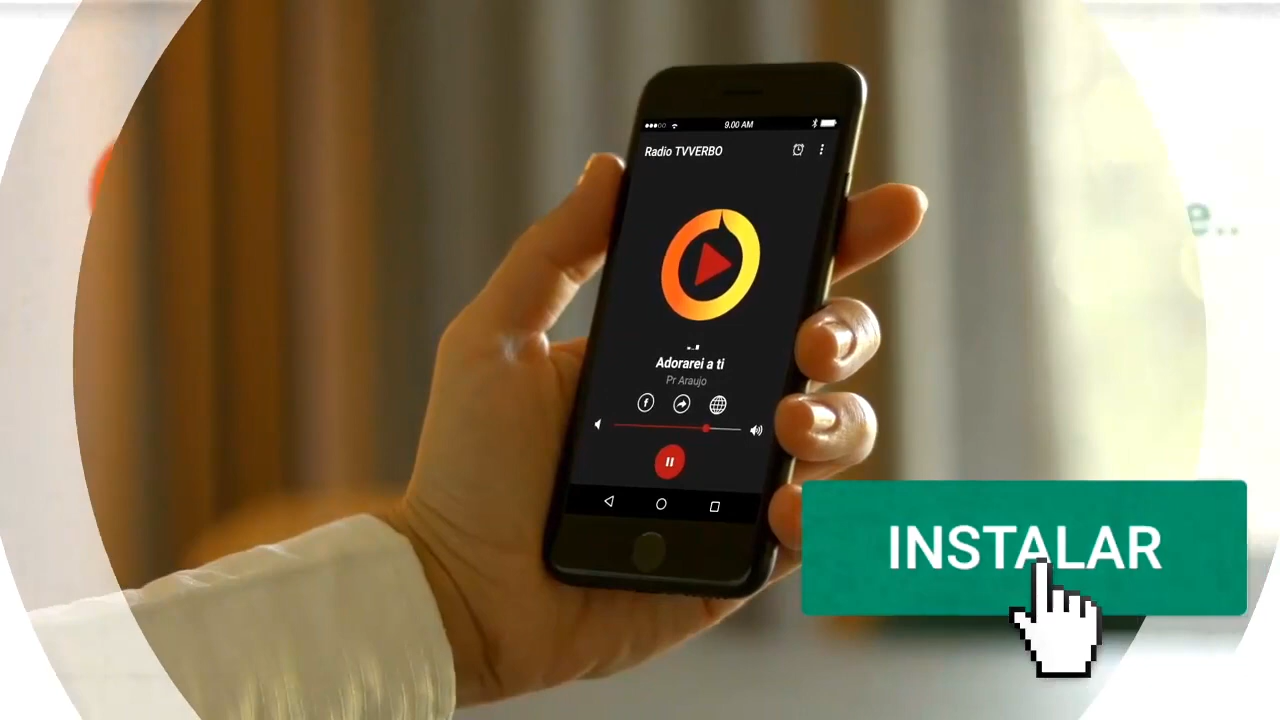 9.00 AM
Radio TVVERBO
Adorarei a ti
Pr Araujo
e..
INSTALAR